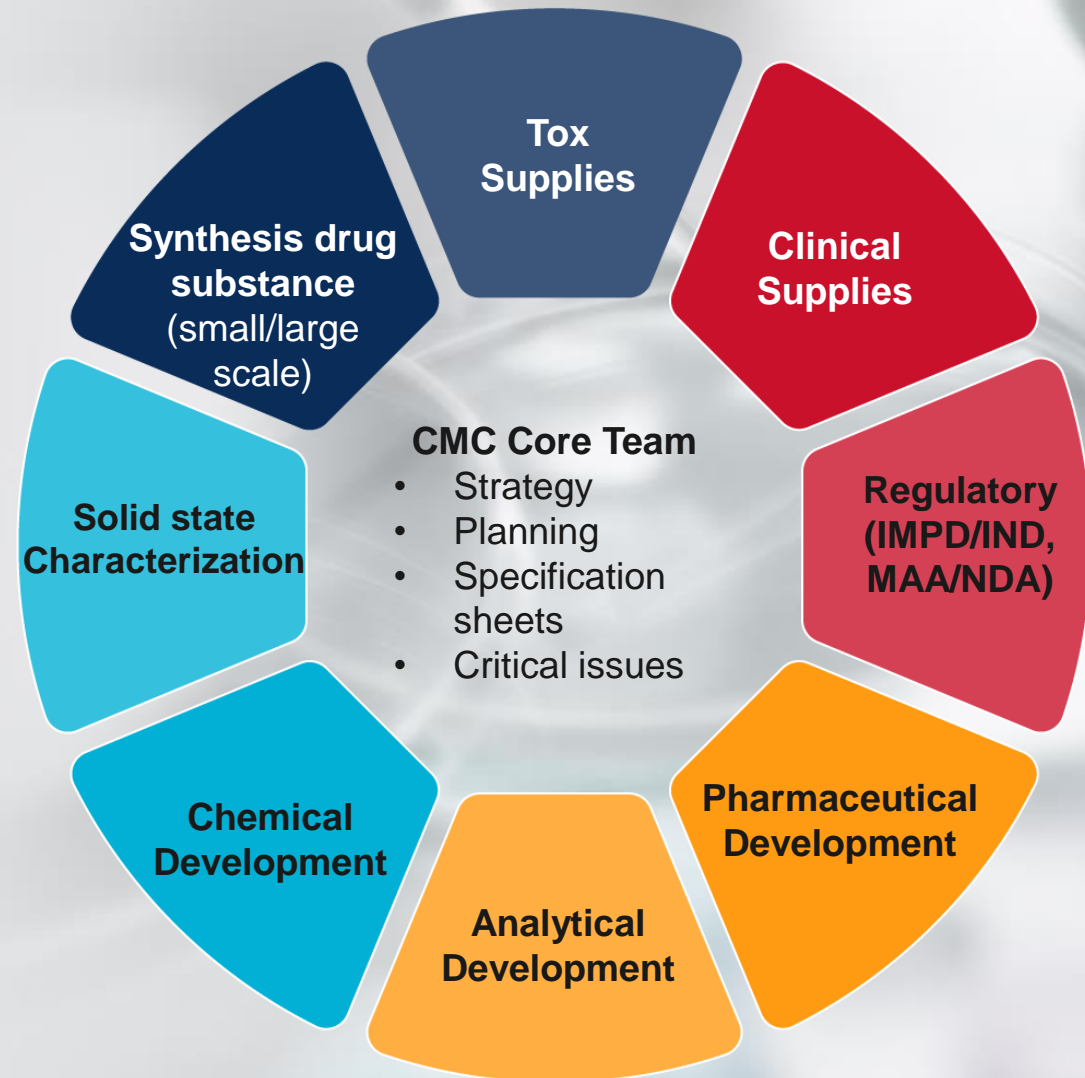 Tox
Supplies
Clinical
Supplies
Regulatory
(IMPD/IND,
MAA/NDA)
Pharmaceutical
Development
Analytical
Development
Chemical
Development
Solid state
Characterization
Synthesis drug
substance
(small/large
scale)
CMC Core Team
• Strategy
• Planning
• Specification
sheets
• Critical issues